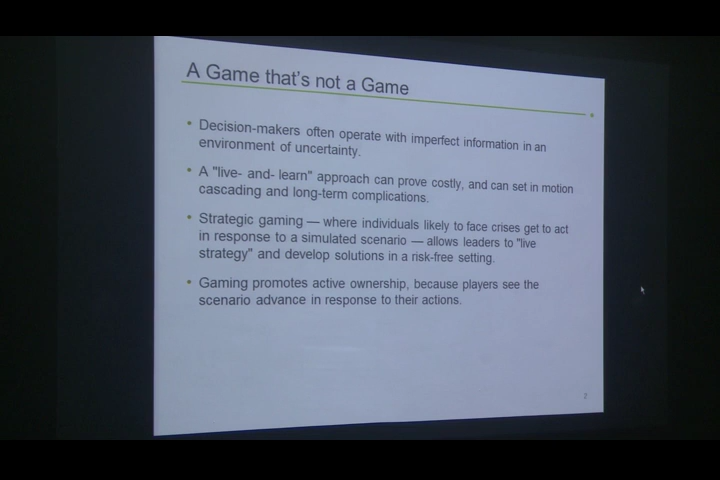 A Game that's not a Game
• Decision-makers often operate with imperfect information in an
environment of uncertainty.
• A "live- and- learn" approach can prove costly, and can set in motion
cascading and long-term complications.
• Strategic gaming — where individuals likely to face crises get to act
in response to a simulated scenario — allows leaders to "live
strategy" and develop solutions in a risk-free setting.
• Gaming promotes active ownership, because players see the
scenario advance in response to their actions.
2